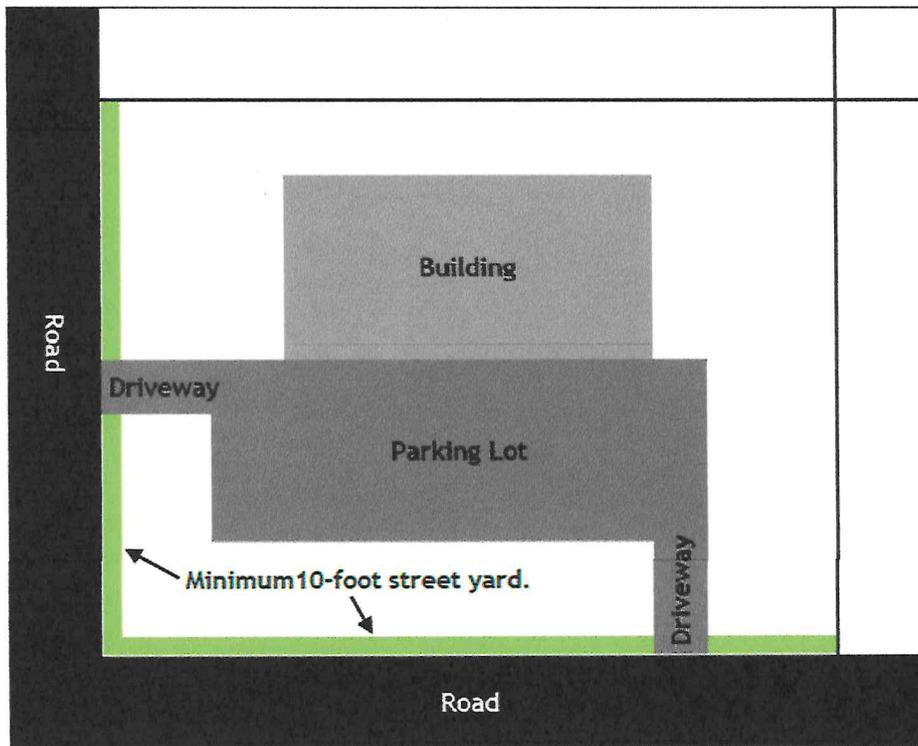 Building
Road
Driveway
Parking Lot
Minimum10-foot street yard.
Driveway
Road